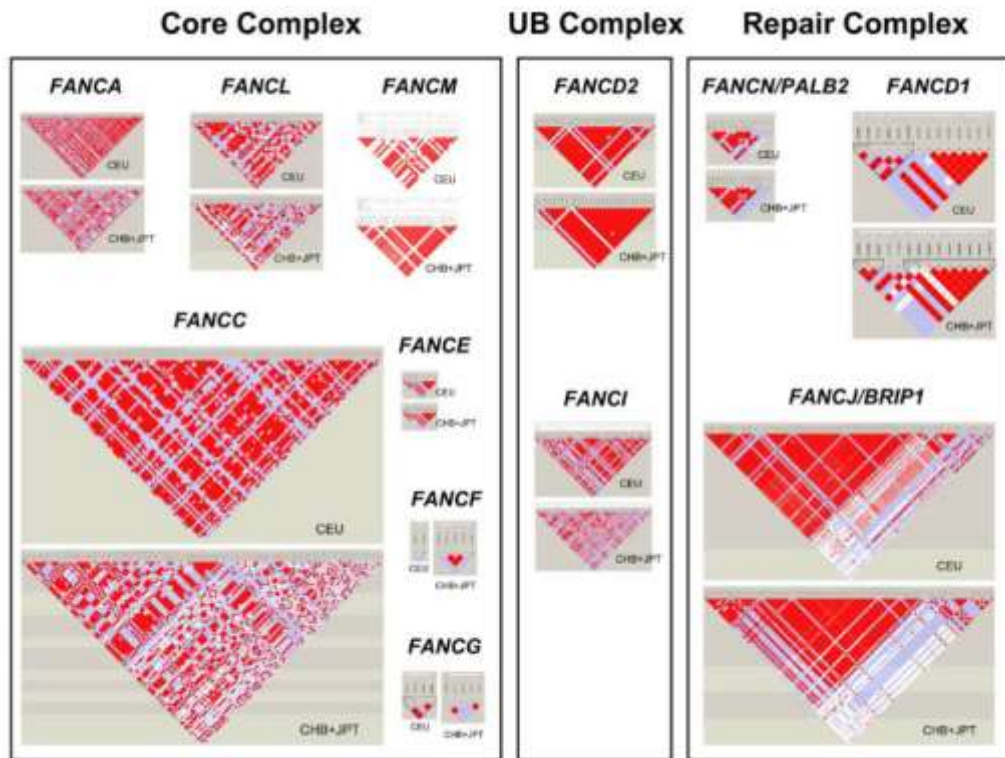 Core Complex
UB Complex
Repair Complex
FANCA
FANCL
FANCM
CEU
CEU
CEU
CHB+JPT
CHB+JPT
CHB+JPT
FANCC
FANCE
CEU
CHB+JPT
FANCF
CEU
CEU
CHB+JPT
FANCG
CEU
CHB+JPT
CHB+JPT
FANCD2
CEU
CHB+JPT
FANCI
CEU
CHB+JPT
FANCN/PALB2
FANCD1
CEU
CEU
CHB+JPT
CHB+JPT
FANCJ/BRIP1
CEU
CHB+JPT